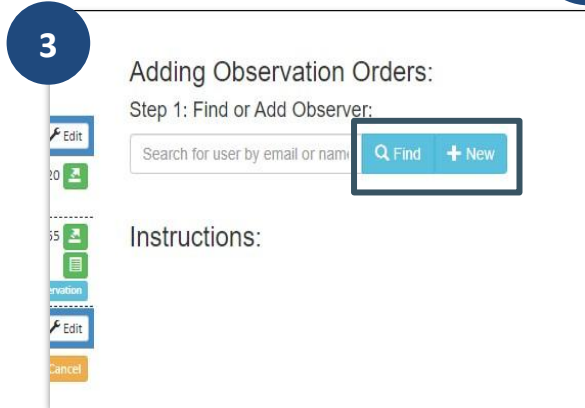 3
Adding Observation Orders:
Step 1: Find or Add Observer:
Edit
Search for user by email or name
Find
New
20
55
Instructions:
Edit
Cancel